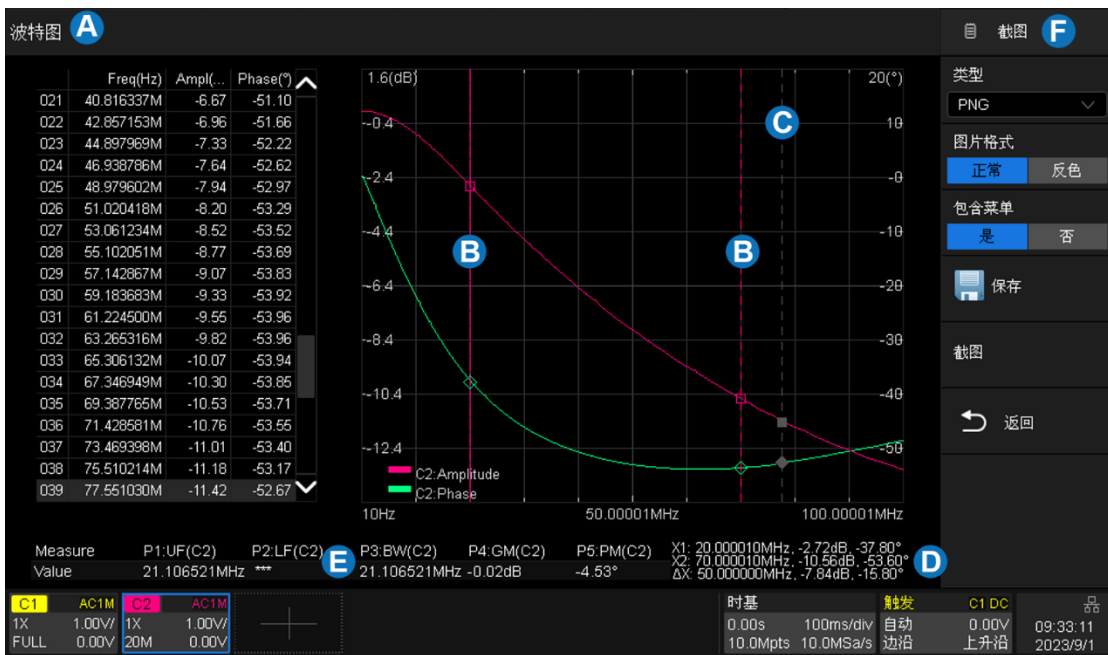 波特图 A
截图 F
Freq(Hz) Ampl(... Phase(°)
021 40.816337M -6.67 -51.10
022 42.857153M -6.96 -51.66
023 44.897969M -7.33 -52.22
024 46.938786M -7.64 -52.62
025 48.979602M -7.94 -52.97
026 51.020418M -8.20 -53.29
027 53.061234M -8.52 -53.52
028 55.102051M -8.77 -53.69
029 57.142867M -9.07 -53.83
030 59.183683M -9.33 -53.92
031 61.224500M -9.55 -53.96
032 63.265316M -9.82 -53.96
033 65.306132M -10.07 -53.94
034 67.346949M -10.30 -53.85
035 69.387765M -10.53 -53.71
036 71.428581M -10.76 -53.55
037 73.469398M -11.01 -53.40
038 75.510214M -11.18 -53.17
039 77.551030M -11.42 -52.67
1.6(dB) 20(°)
-0.4 C 10
-2.4 -0
-4.4 -10
B B
-6.4 -20
-8.4 -30
-10.4 -40
-12.4 -50
C2:Amplitude
C2:Phase
10Hz 50.00001MHz 100.00001MHz
类型
PNG
图片格式
正常 反色
包含菜单
是 否
保存
截图
返回
Measure P1:UF(C2) P2:LF(C2) E P3:BW(C2) P4:GM(C2) P5:PM(C2)
Value 21.106521MHz *** 21.106521MHz -0.02dB -4.53°
X1: 20.000010MHz, -2.72dB, -37.80°
X2: 70.000010MHz, -10.56dB, -53.60° D
ΔX: 50.000000MHz, -7.84dB, -15.80°
C1 AC1M
1X 1.00V/
FULL 0.00V
C2 AC1M
1X 1.00V/
20M 0.00V
时基
0.00s 100ms/div
10.0Mpts 10.0MSa/s
触发 C1 DC
自动 0.00V
边沿 上升沿
09:33:11
2023/9/1